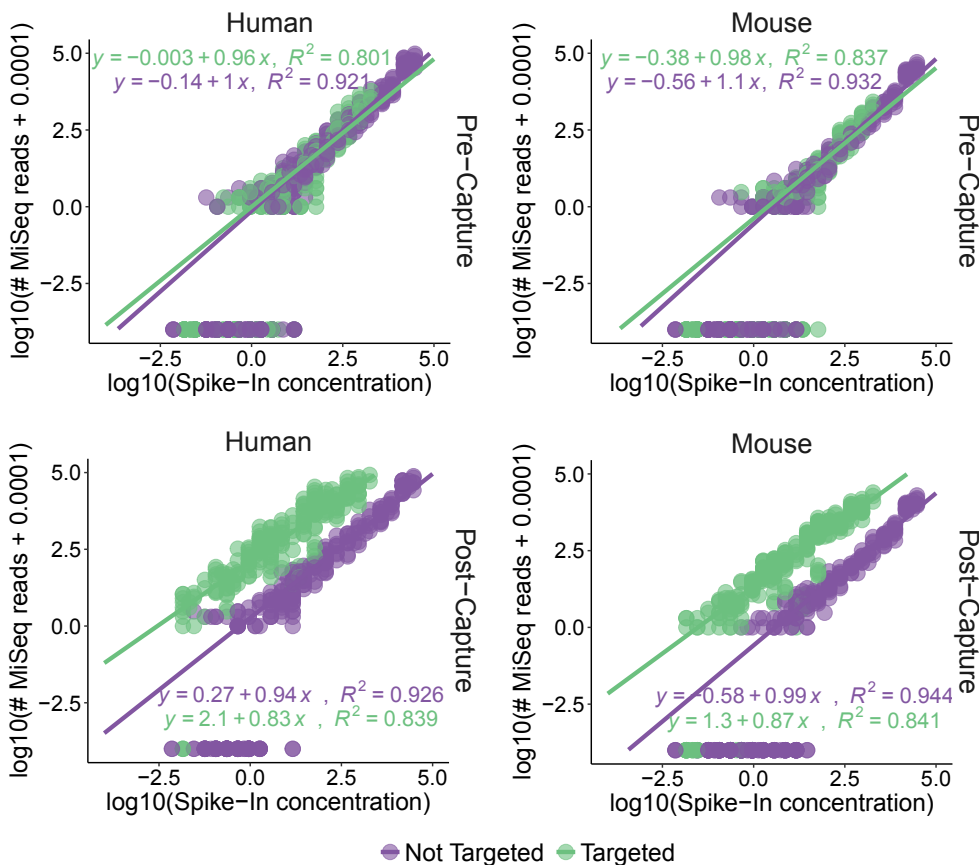 Human
Mouse
5.0
y = −0.003 + 0.96 x, R² = 0.801
y = −0.14 + 1 x, R² = 0.921
2.5
0.0
−2.5
log10(# MiSeq reads + 0.0001)
Pre−Capture
−2.5
0.0
2.5
5.0
log10(Spike−In concentration)
5.0
y = −0.38 + 0.98 x, R² = 0.837
y = −0.56 + 1.1 x, R² = 0.932
2.5
0.0
−2.5
log10(# MiSeq reads + 0.0001)
Pre−Capture
−2.5
0.0
2.5
5.0
log10(Spike−In concentration)
Human
Mouse
5.0
2.5
0.0
−2.5
log10(# MiSeq reads + 0.0001)
y = 0.27 + 0.94 x , R² = 0.926
y = 2.1 + 0.83 x , R² = 0.839
Post−Capture
−2.5
0.0
2.5
5.0
log10(Spike−In concentration)
5.0
2.5
0.0
−2.5
log10(# MiSeq reads + 0.0001)
y = −0.58 + 0.99 x , R² = 0.944
y = 1.3 + 0.87 x , R² = 0.841
Post−Capture
−2.5
0.0
2.5
5.0
log10(Spike−In concentration)
Not Targeted
Targeted